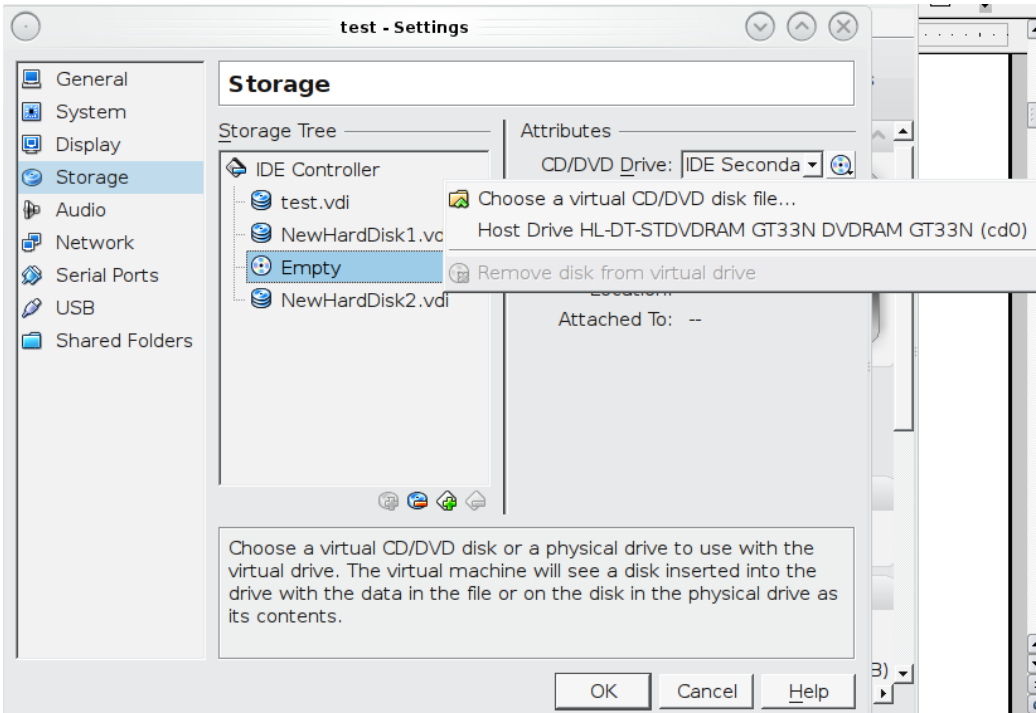 test - Settings
General
System
Display
Storage
Audio
Network
Serial Ports
USB
Shared Folders
Storage
Storage Tree
IDE Controller
test.vdi
NewHardDisk1.vd
Empty
NewHardDisk2.vdi
Attributes
CD/DVD Drive: IDE Seconda
Choose a virtual CD/DVD disk file...
Host Drive HL-DT-STDVDRAM GT33N DVDRAM GT33N (cd0)
Remove disk from virtual drive
Attached To: --
Choose a virtual CD/DVD disk or a physical drive to use with the
virtual drive. The virtual machine will see a disk inserted into the
drive with the data in the file or on the disk in the physical drive as
its contents.
OK
Cancel
Help
B)